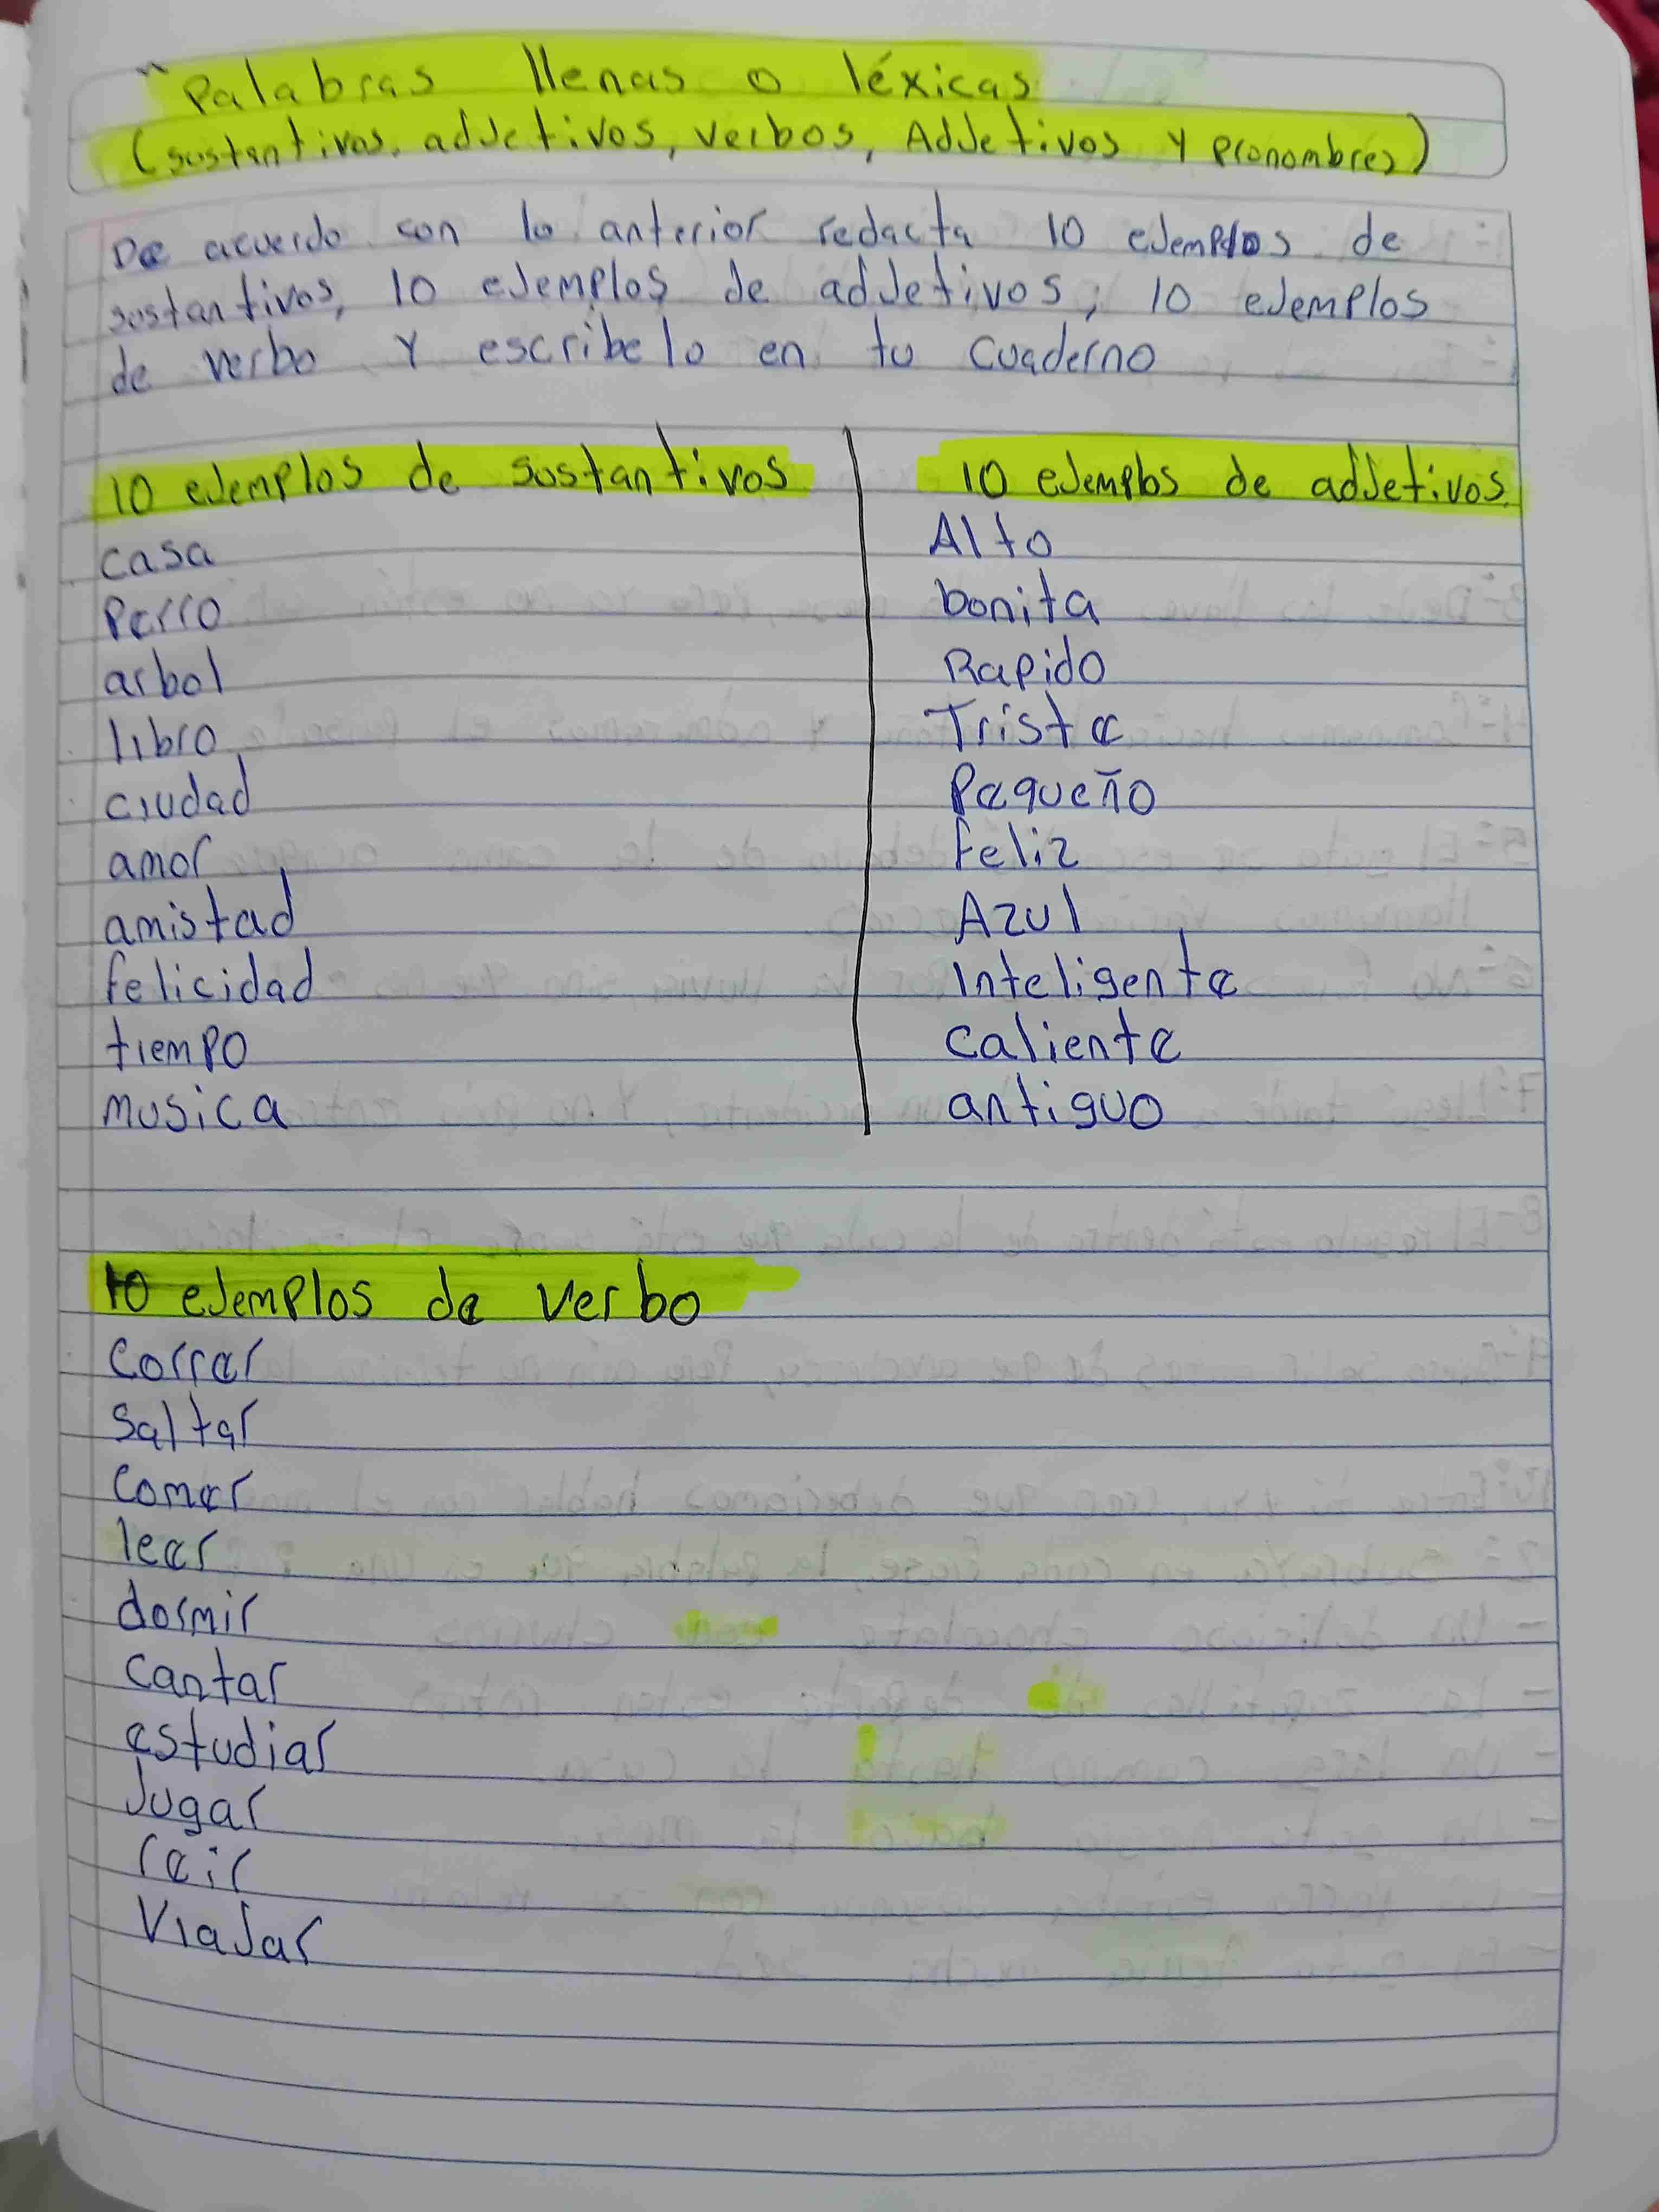 "Palabras llenas o léxicas
(sustantivos, adJetivos, verbos, AdJetivos Y pronombres)
De acuerdo con lo anterior redacta 10 eJemplos de
sustantivos, 10 eJemplos de adJetivos, 10 eJemplos
de verbo Y escribelo en tu cuaderno
10 eJemplos de sustantivos
casa
Perro
arbol
libro
ciudad
amor
amistad
felicidad
tiempo
musica
10 eJemplos de adJetivos
Alto
bonita
Rapido
Triste
Pequeño
feliz
Azul
Inteligente
caliente
antiguo
10 eJemplos de verbo
Correr
Saltar
Comer
leer
dormir
cantar
estudiar
Jugar
reir
ViaJar